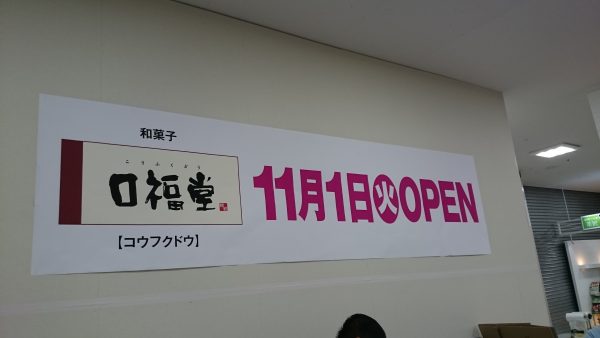 和菓子
こうふくどう
口福堂
【コウフクドウ】
11月1日火OPEN